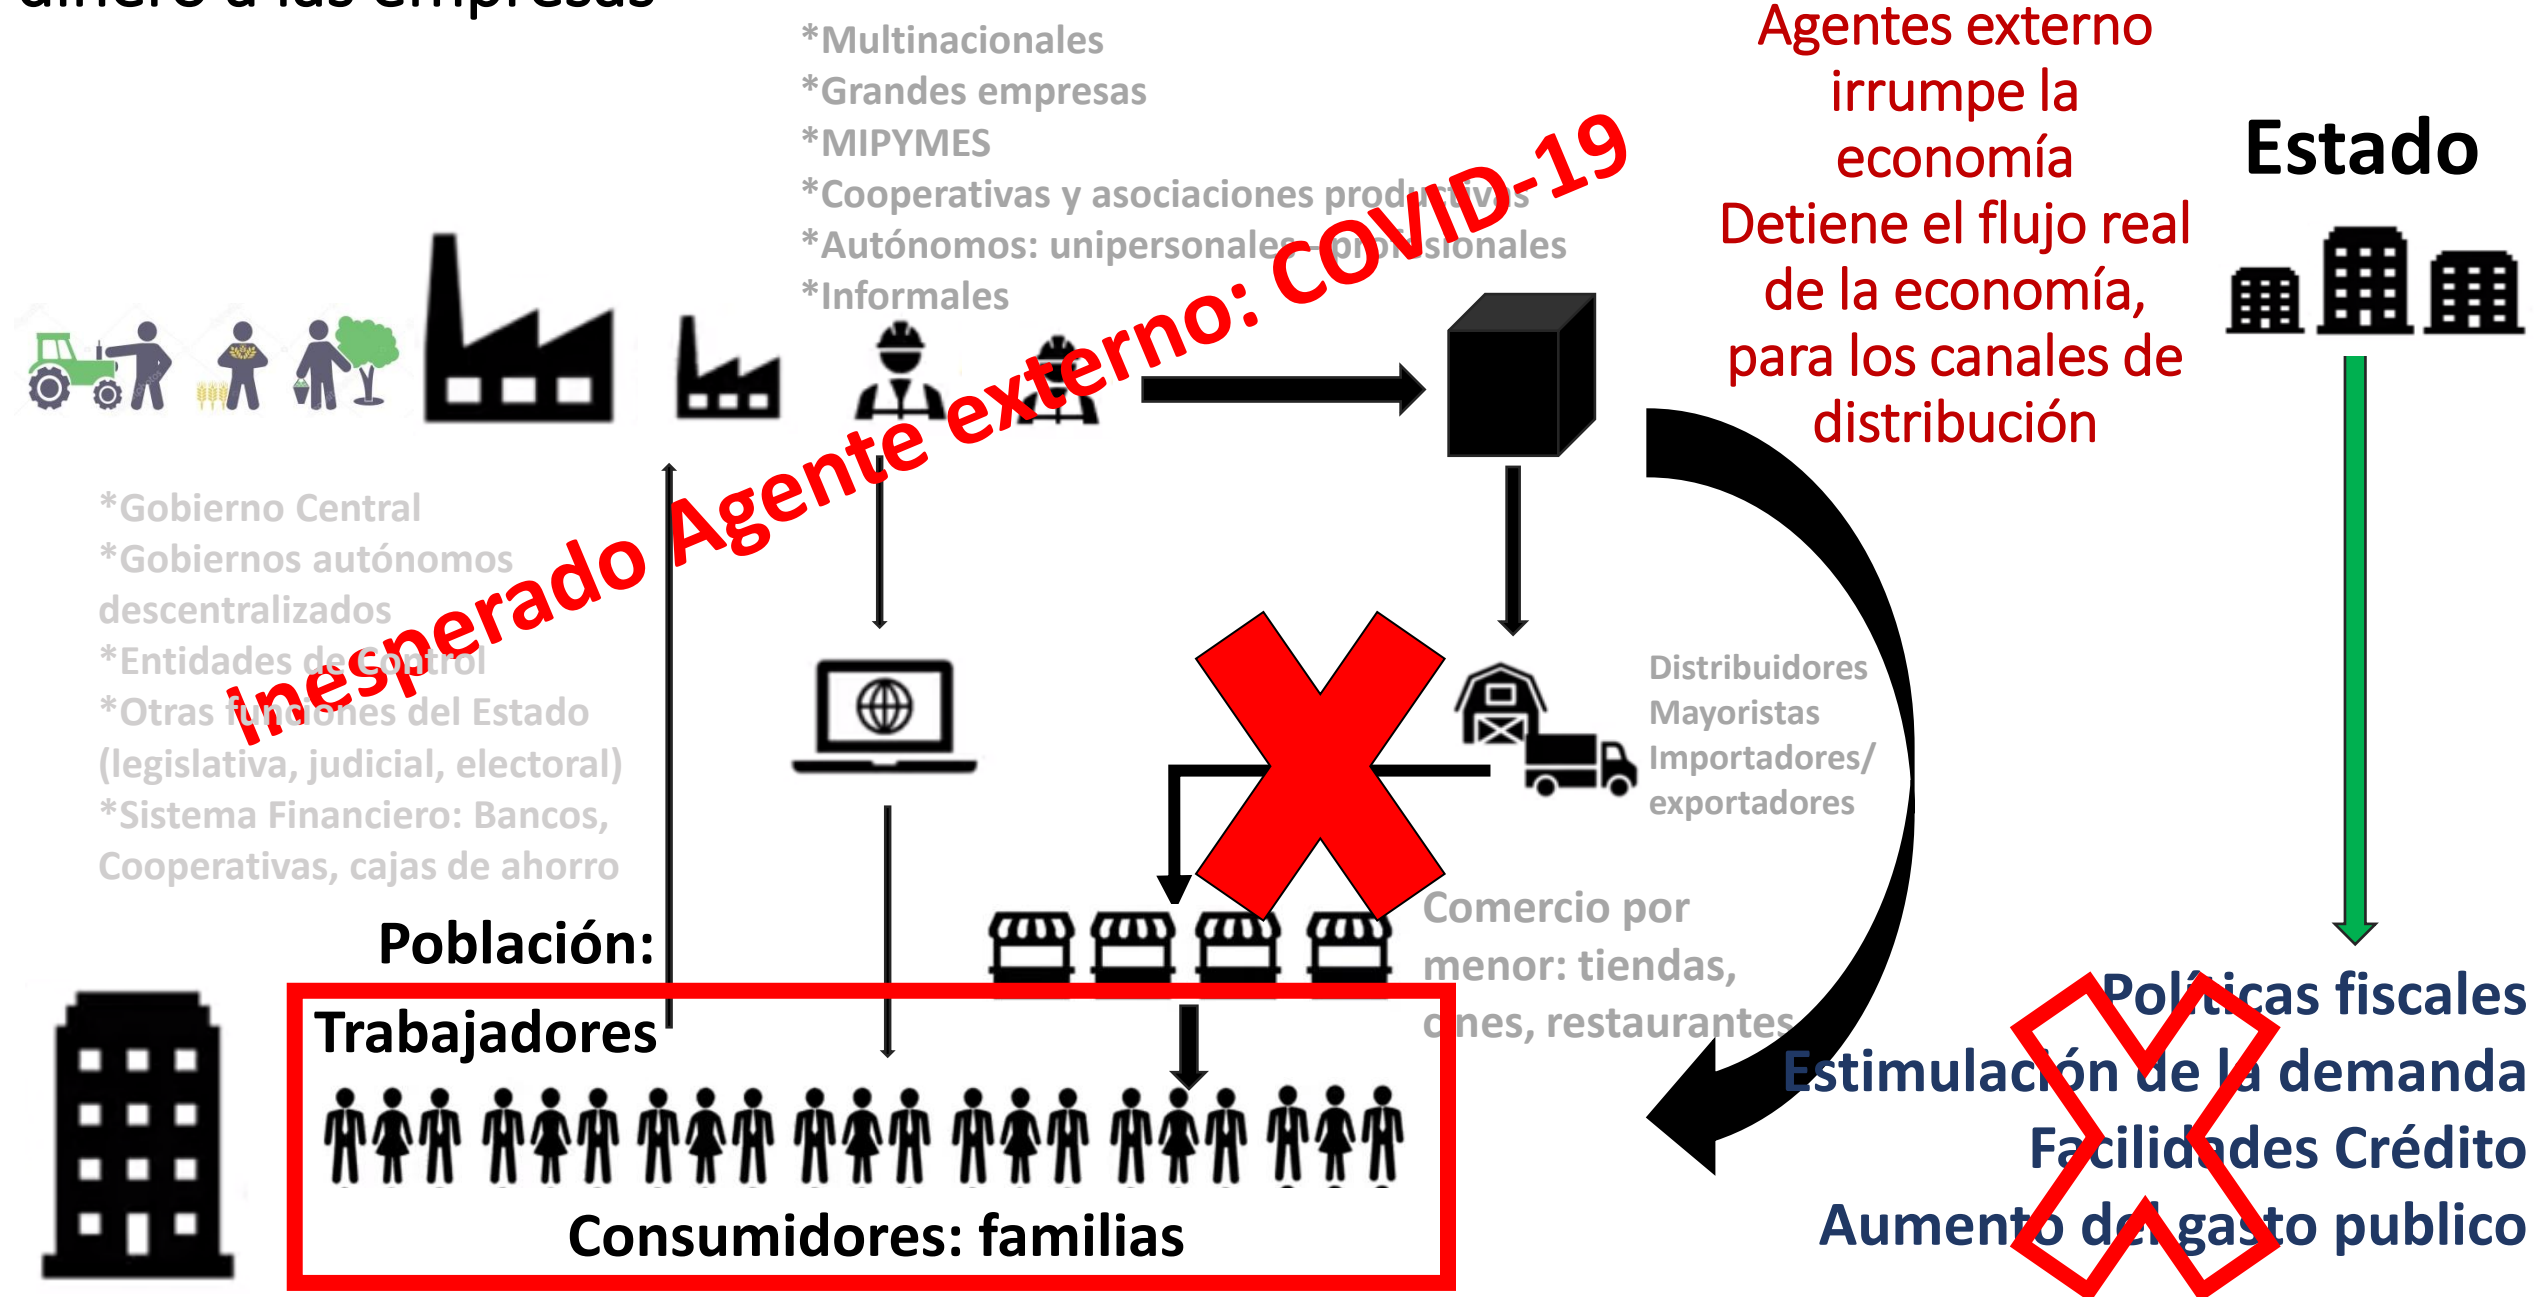 dinero a las empresas
*Multinacionales
*Grandes empresas
*MIPYMES
*Cooperativas y asociaciones productivas
*Autónomos: unipersonales - profesionales
*Informales
Inesperado Agente externo: COVID-19
Agentes externo
irrumpe la
economía
Detiene el flujo real
de la economía,
para los canales de
distribución
Estado
*Gobierno Central
*Gobiernos autónomos
descentralizados
*Entidades de Control
*Otras funciones del Estado
(legislativa, judicial, electoral)
*Sistema Financiero: Bancos,
Cooperativas, cajas de ahorro
Distribuidores
Mayoristas
Importadores/
exportadores
Comercio por
menor: tiendas,
cines, restaurantes
Población:
Trabajadores
Consumidores: familias
Políticas fiscales
Estimulación de la demanda
Facilidades Crédito
Aumento del gasto publico